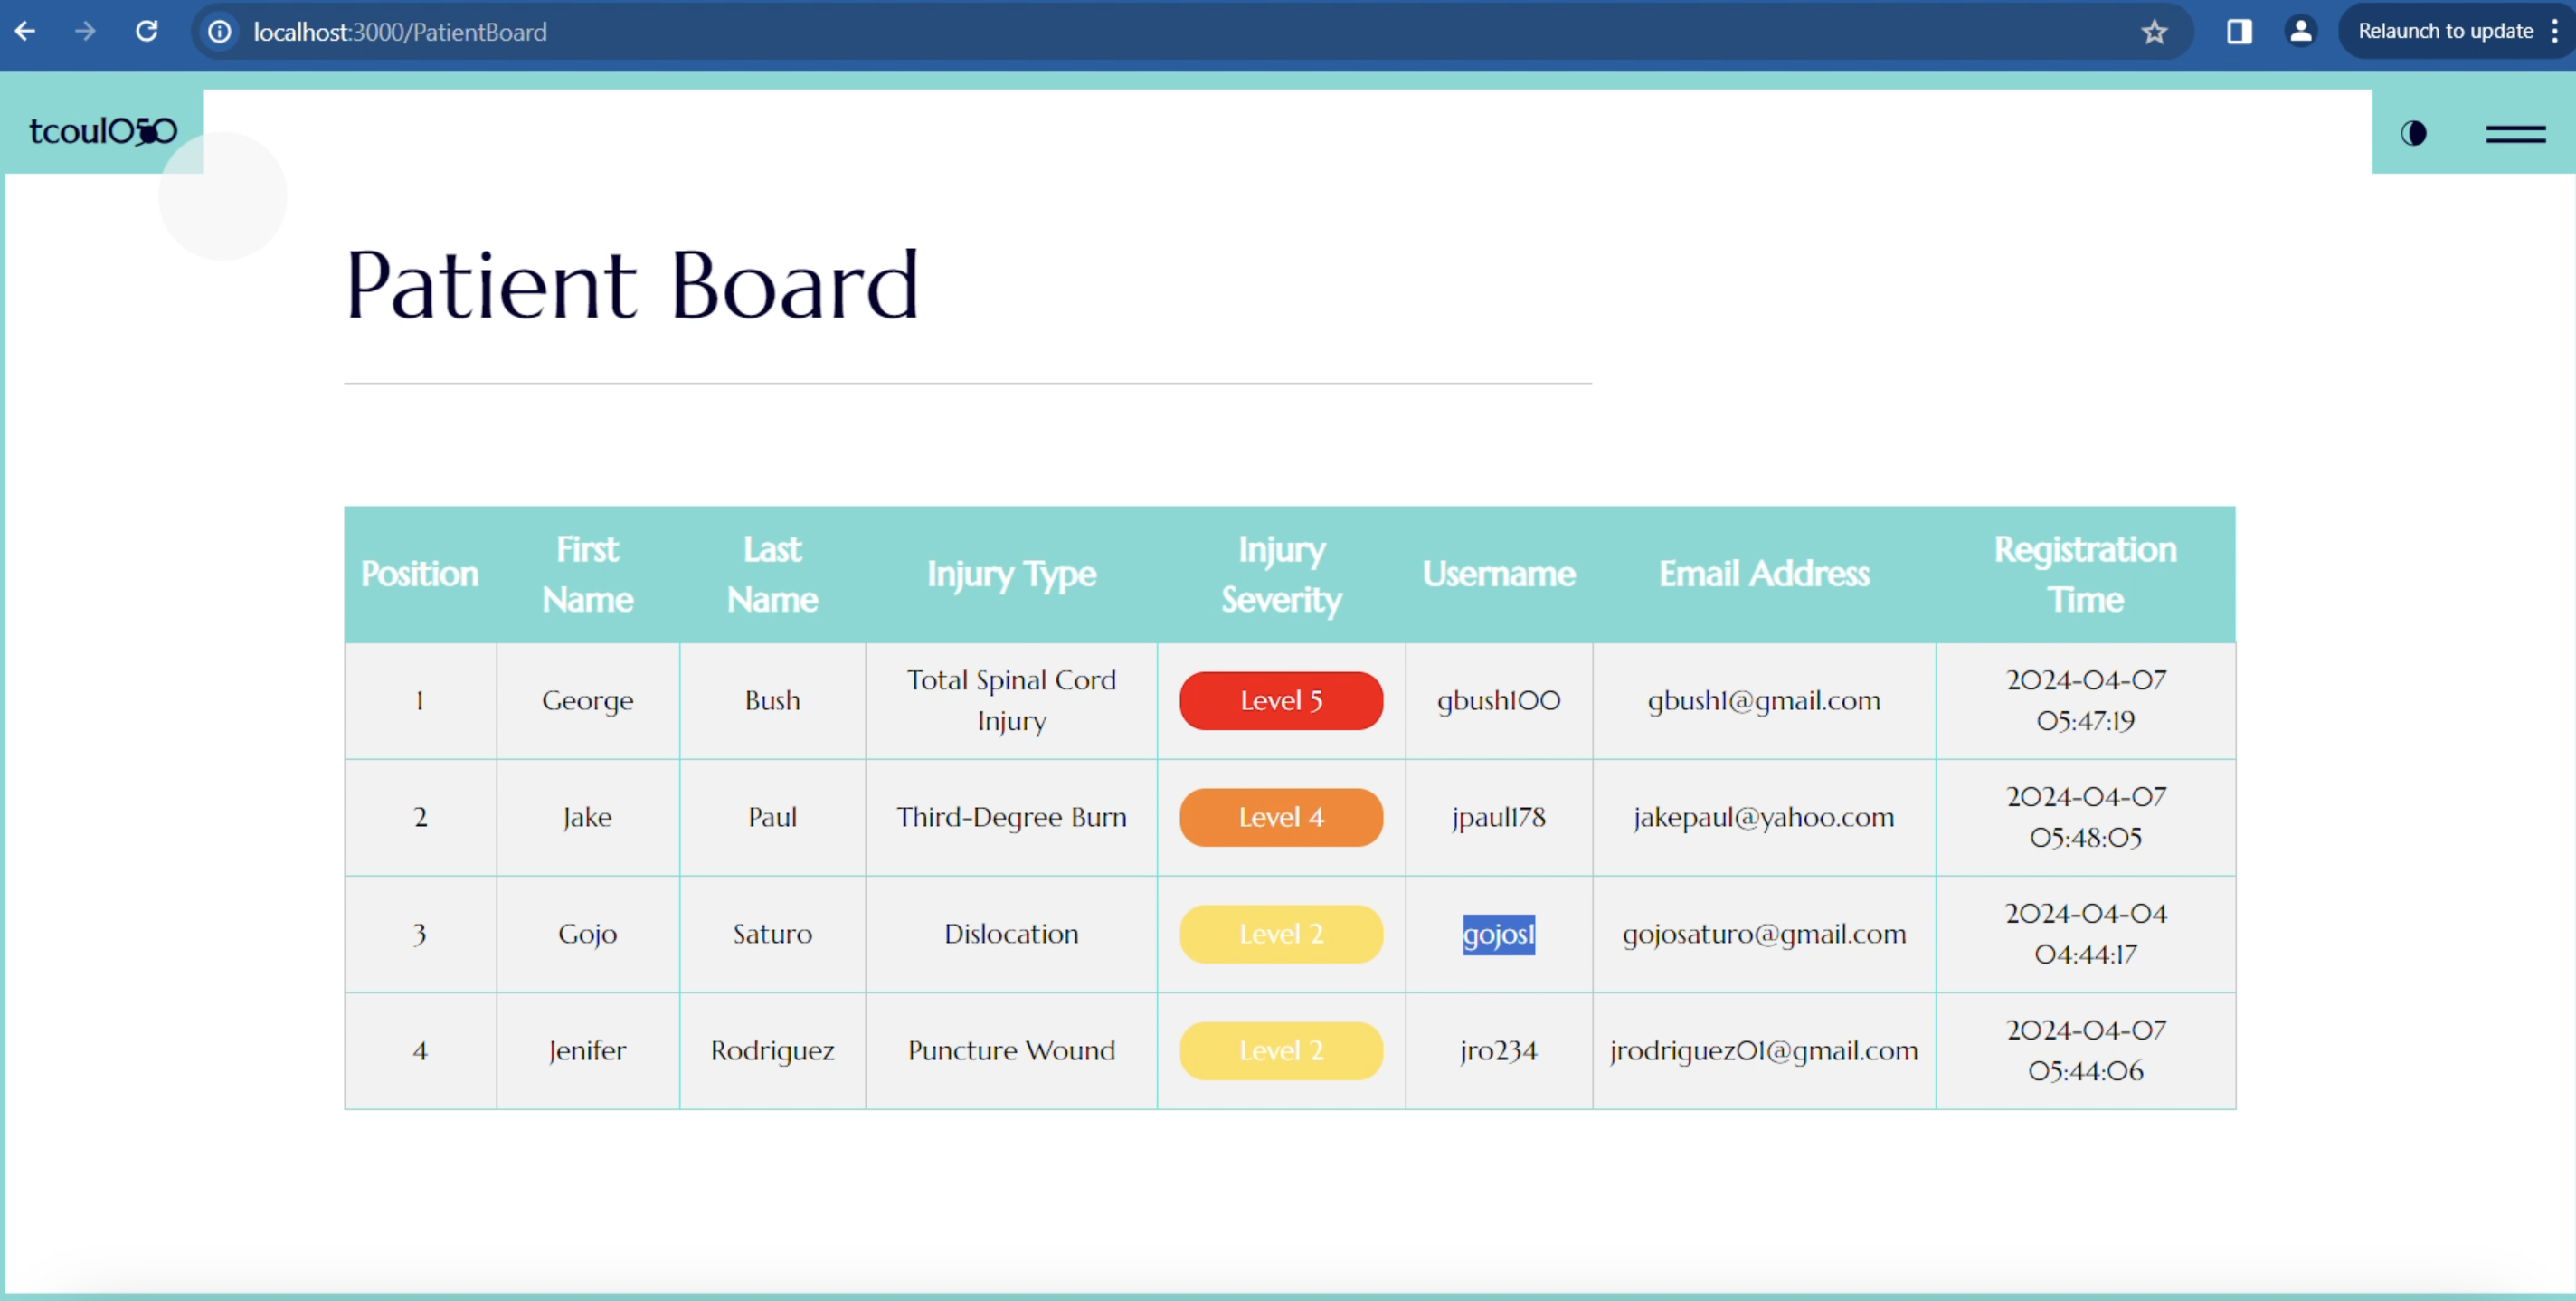 localhost:3000/PatientBoard
Relaunch to update
tcoul050
Patient Board
Position First Name Last Name Injury Type Injury Severity Username Email Address Registration Time
1 George Bush Total Spinal Cord Injury Level 5 gbush100 gbush1@gmail.com 2024-04-07 05:47:19
2 Jake Paul Third-Degree Burn Level 4 jpaul178 jakepaul@yahoo.com 2024-04-07 05:48:05
3 Gojo Saturo Dislocation Level 2 gojos1 gojosaturo@gmail.com 2024-04-04 04:44:17
4 Jenifer Rodriguez Puncture Wound Level 2 jro234 jrodriguez01@gmail.com 2024-04-07 05:44:06